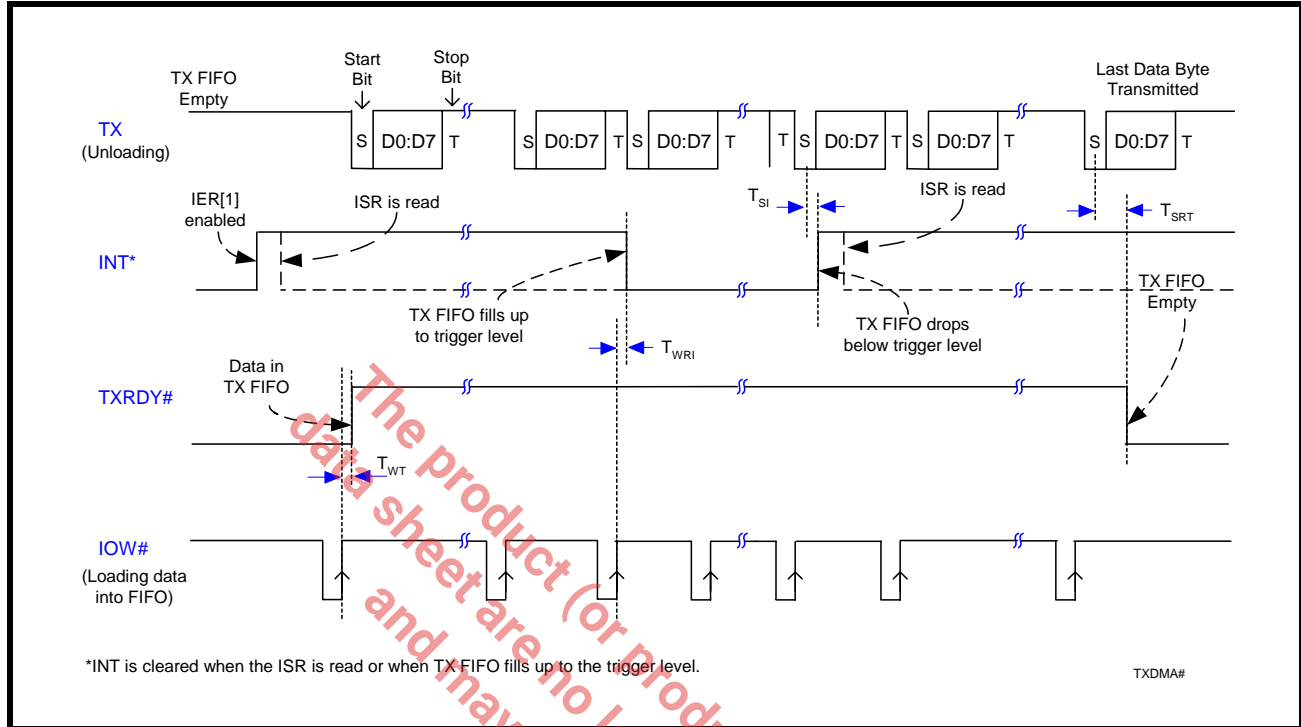 TX FIFO
Empty
Start
Bit
Stop
Bit
Last Data Byte
Transmitted
TX
(Unloading)
S D0:D7 T S D0:D7 T S D0:D7 T T S D0:D7 T S D0:D7 T S D0:D7 T
IER[1]
enabled
ISR is read
TSI
ISR is read
TSRT
INT*
TX FIFO fills up
to trigger level
TX FIFO drops
below trigger level
TX FIFO
Empty
TWRI
Data in
TX FIFO
TXRDY#
TWT
IOW#
(Loading data
into FIFO)
*INT is cleared when the ISR is read or when TX FIFO fills up to the trigger level.
TXDMA#
The product (or produ
data sheet are no l
and may